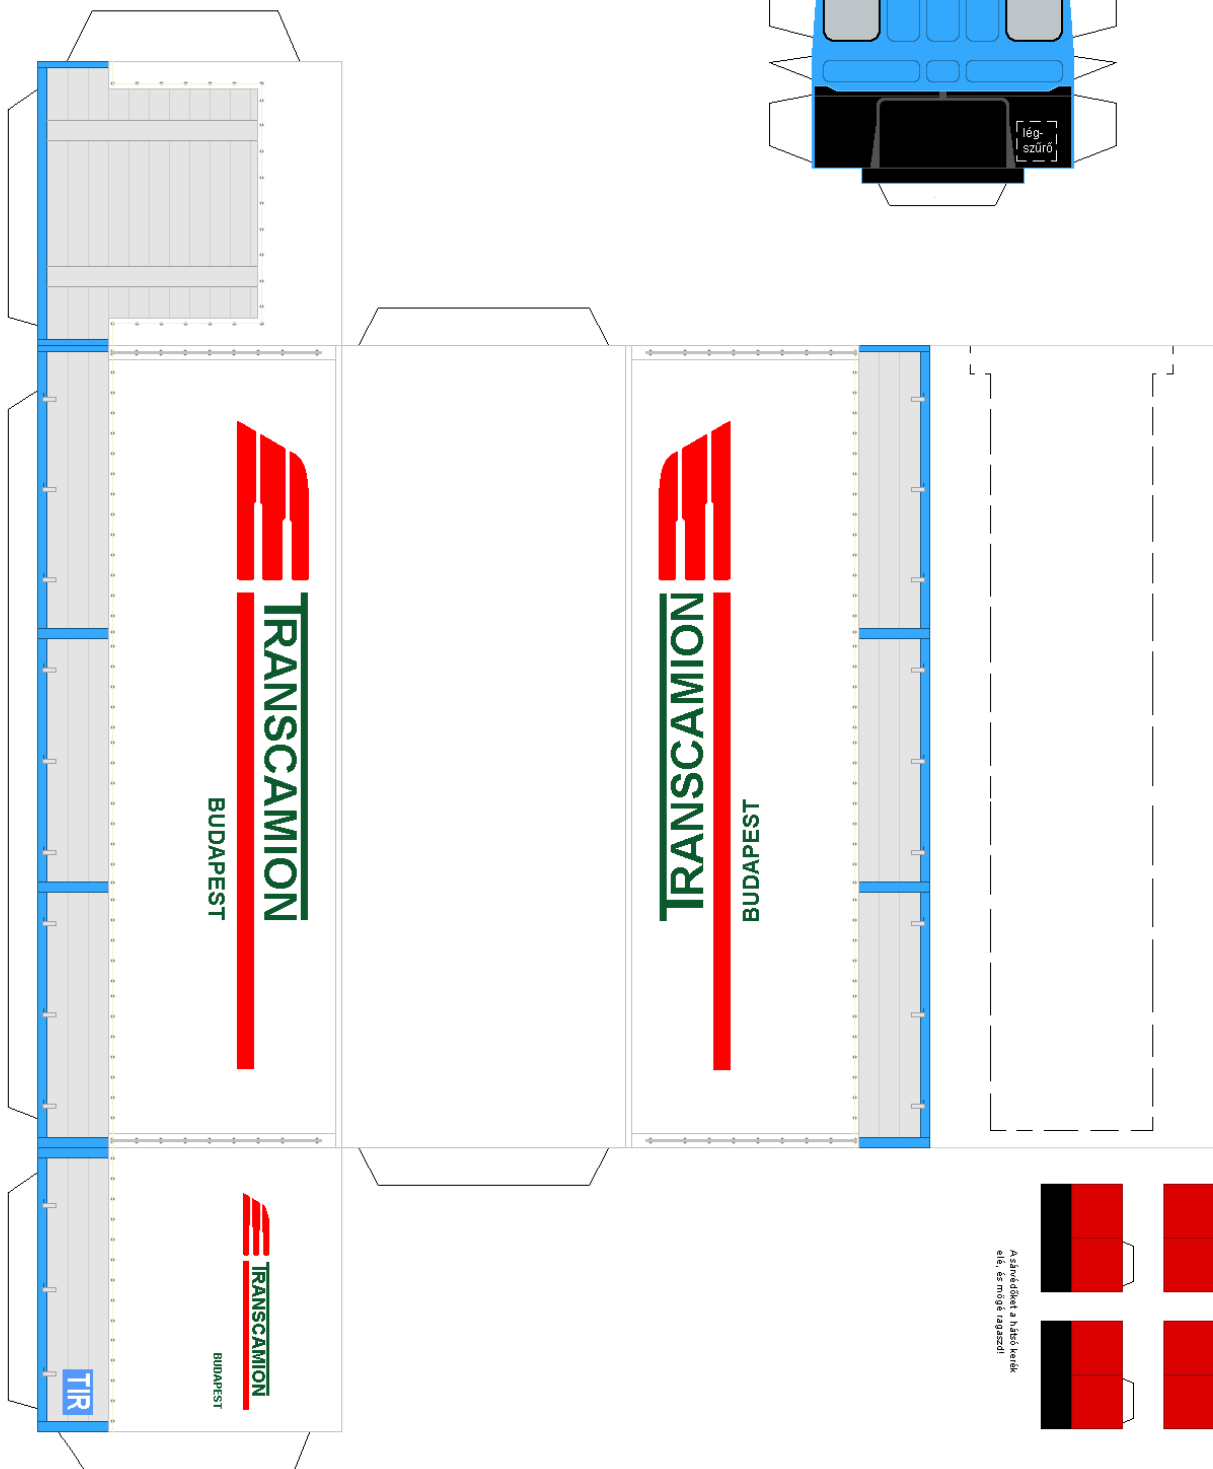 lég-
szűrő
TRANSCAMION
BUDAPEST
TRANSCAMION
BUDAPEST
TRANSCAMION
BUDAPEST
TIR
A sárvédőket a hátsó kerék
elé, és mögé ragaszd!